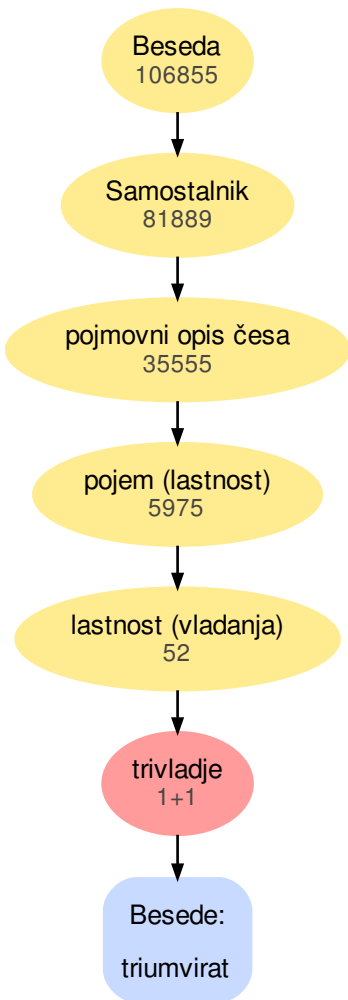 Beseda
106855
Samostalnik
81889
pojmovni opis česa
35555
pojem (lastnost)
5975
lastnost (vladanja)
52
trivladje
1+1
Besede:
triumvirat